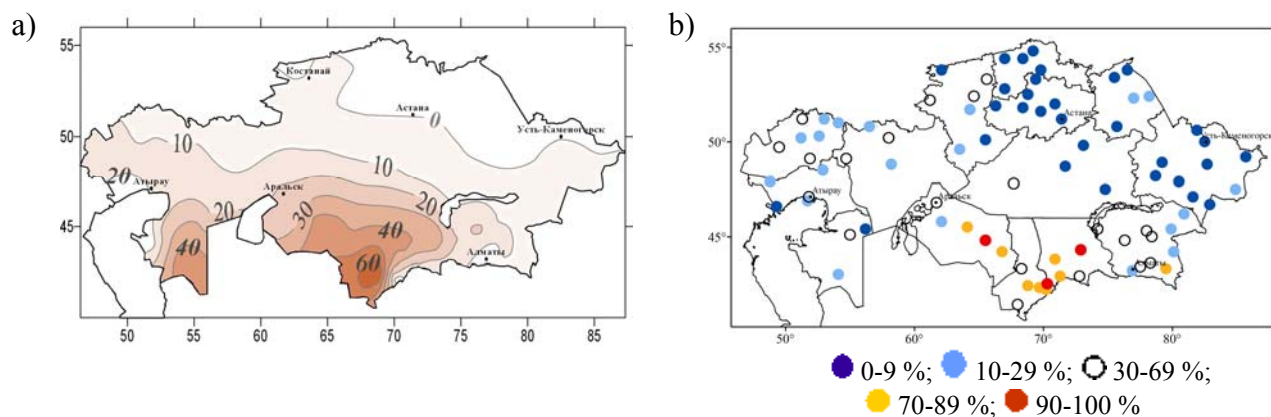 a)
55
50
45
50 55 60 65 70 75 80 85
Костанай
Астана
0
Усть-Каменогорск
10
10
20
Атырау
Аральск
20
20
30
40
40
60
Алматы
b)
55°
50°
45°
50° 60° 70° 80°
Астана
Усть-Каменогорск
Атырау
Аральск
Алматы
0-9 %; 10-29 %; 30-69 %;
70-89 %; 90-100 %